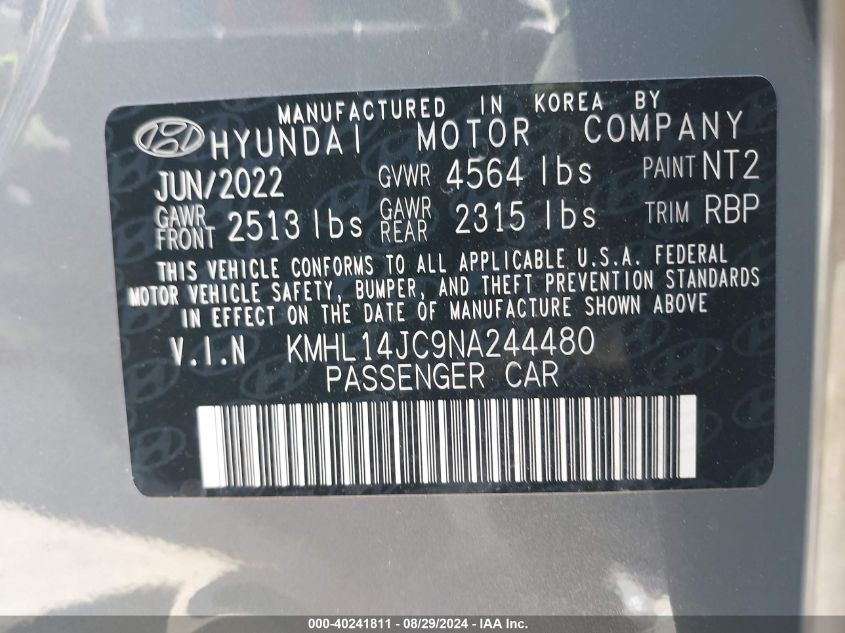 MANUFACTURED IN KOREA BY
HYUNDAI MOTOR COMPANY
JUN/2022 GVWR 4564 lbs PAINT NT2
GAWR FRONT 2513 lbs GAWR REAR 2315 lbs TRIM RBP
THIS VEHICLE CONFORMS TO ALL APPLICABLE U.S.A. FEDERAL
MOTOR VEHICLE SAFETY, BUMPER, AND THEFT PREVENTION STANDARDS
IN EFFECT ON THE DATE OF MANUFACTURE SHOWN ABOVE
V.I.N KMHL14JC9NA244480
PASSENGER CAR
000-40241811 - 08/29/2024 - IAA Inc.